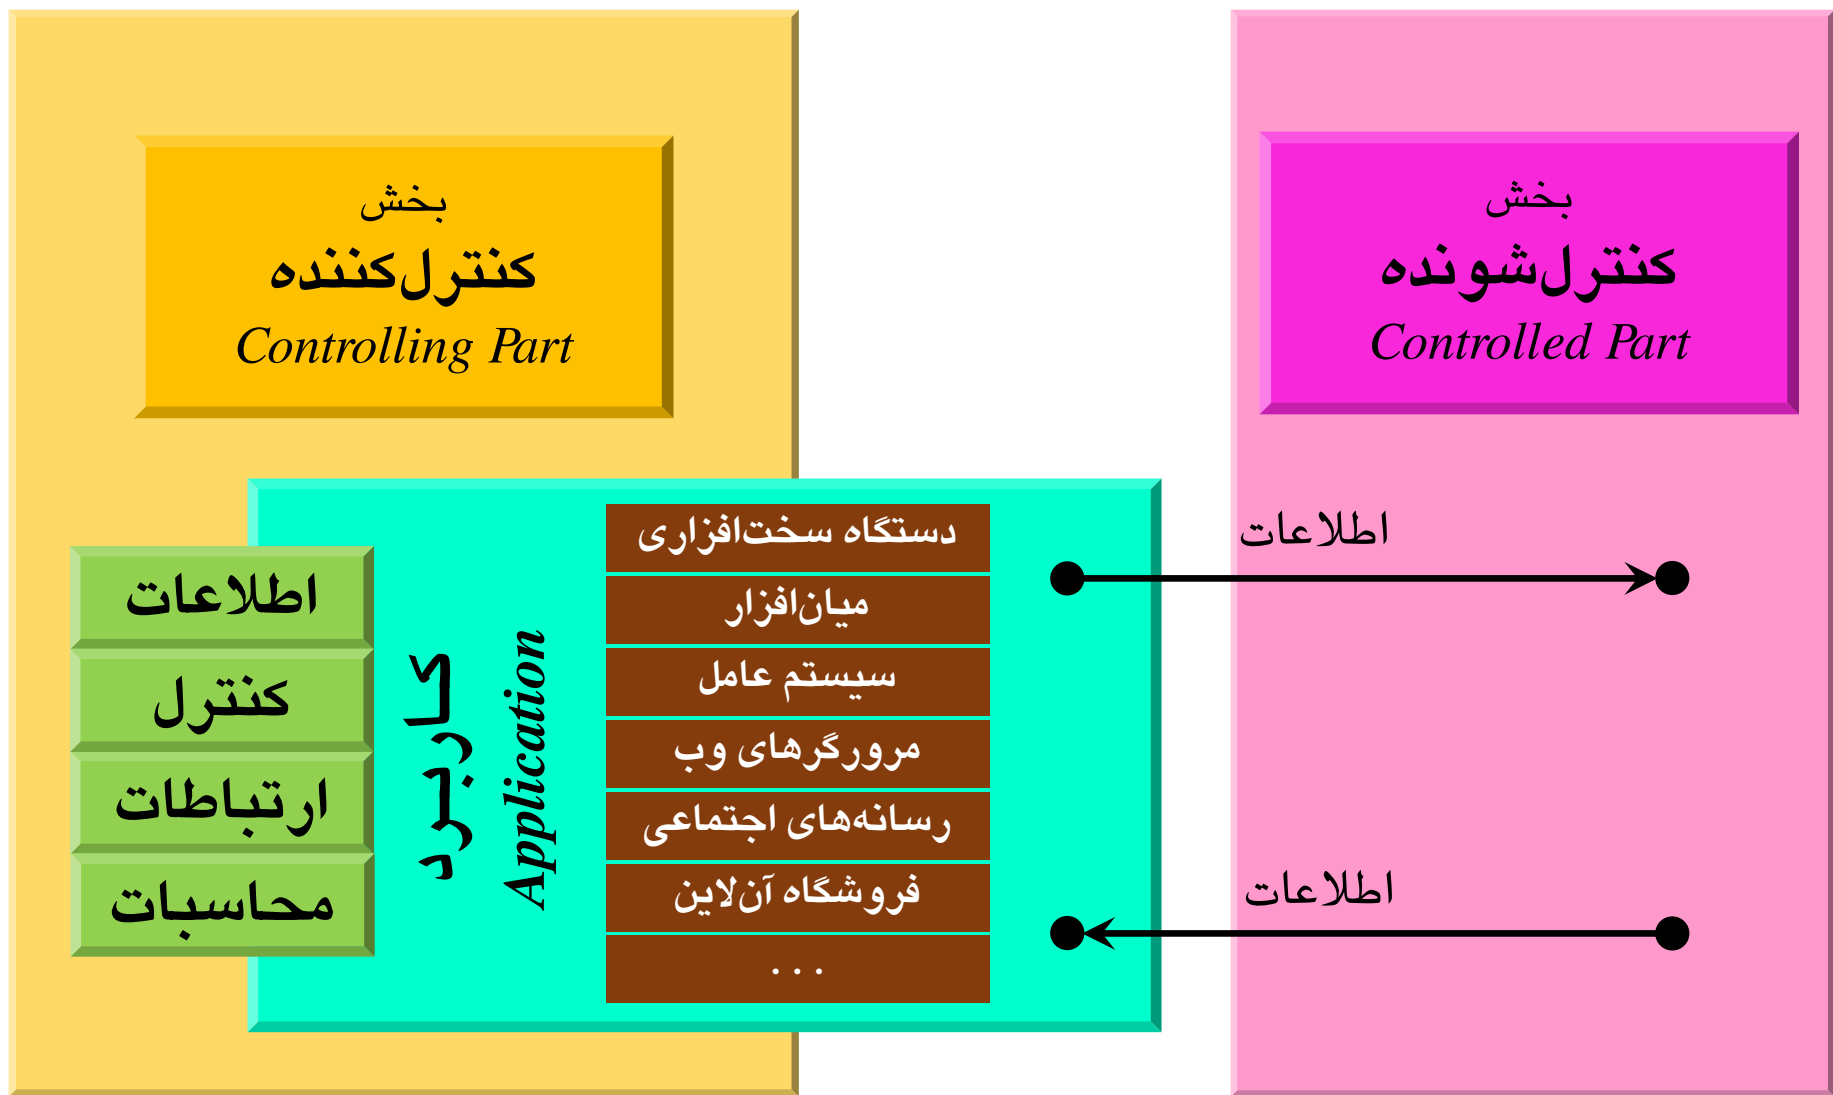 بخش
کنترل‌کننده
Controlling Part
بخش
کنترل‌شونده
Controlled Part
اطلاعات
کنترل
ارتباطات
محاسبات
کاربرد
Application
دستگاه سخت‌افزاری
میان‌افزار
سیستم عامل
مرورگرهای وب
رسانه‌های اجتماعی
فروشگاه آن‌لاین
. . .
اطلاعات
اطلاعات